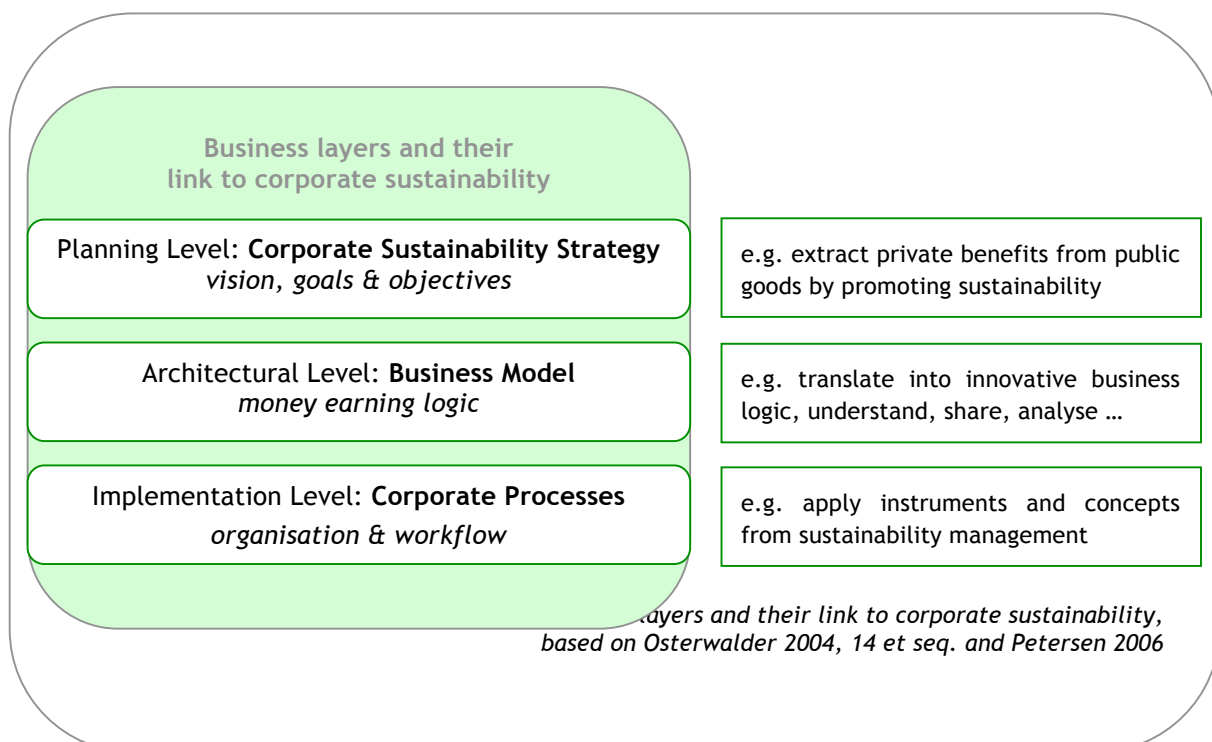 Business layers and their
link to corporate sustainability
Planning Level: Corporate Sustainability Strategy
vision, goals & objectives
e.g. extract private benefits from public
goods by promoting sustainability
Architectural Level: Business Model
money earning logic
e.g. translate into innovative business
logic, understand, share, analyse …
Implementation Level: Corporate Processes
organisation & workflow
e.g. apply instruments and concepts
from sustainability management
and their link to corporate sustainability,
based on Osterwalder 2004, 14 et seq. and Petersen 2006